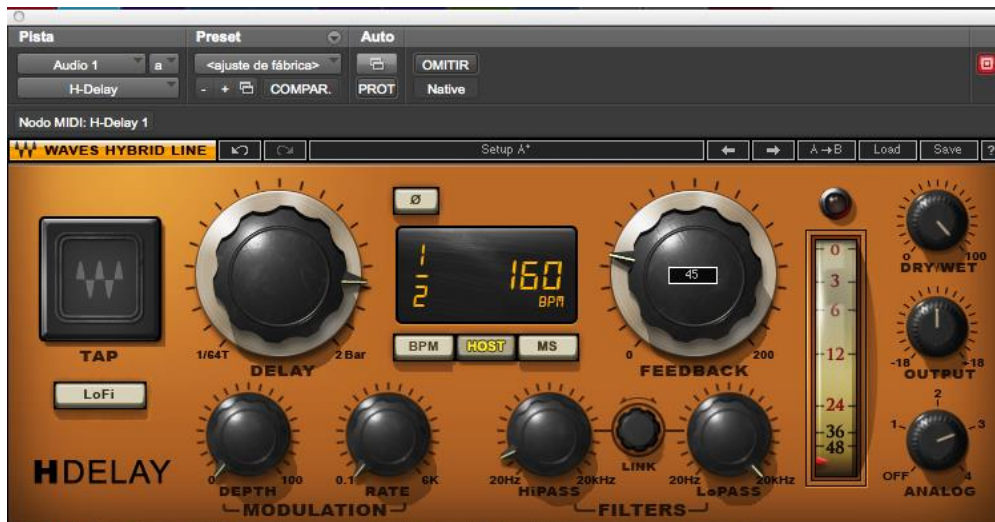 Pista Preset Auto
Audio 1 a <ajuste de fábrica> OMITIR
H-Delay - + COMPAR. PROT Native
Nodo MIDI: H-Delay 1
WAVES HYBRID LINE Setup A* A→B Load Save ?
TAP
LoFi
1/64T 2 Bar
DELAY
Ø
1/2 160 BPM
BPM HOST MS
45
0 200
FEEDBACK
0
3
6
12
24
36
48
0 100
DRY/WET
-18 +18
OUTPUT
2
1 3
OFF 4
ANALOG
HDELAY
0 100 0.1 6K
DEPTH RATE
MODULATION
20Hz 20kHz LINK 20Hz 20kHz
HiPASS LoPASS
FILTERS